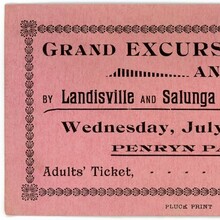 GRAND EXCURS
AN
BY Landisville AND Salunga
Wednesday, July
PENRYN PA
Adults' Ticket, - - - -
PLUCK PRINT